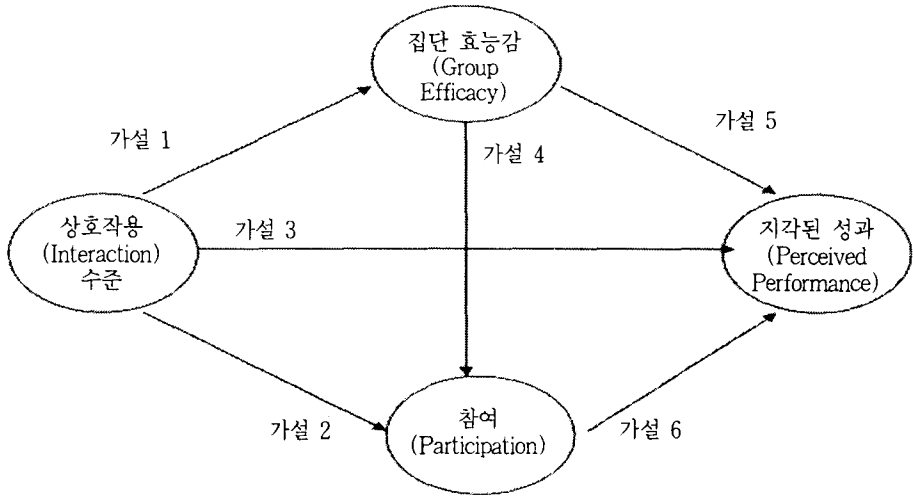 집단 효능감
(Group
Efficacy)
가설 1
가설 5
가설 4
상호작용
(Interaction)
수준
가설 3
지각된 성과
(Perceived
Performance)
가설 2
참여
(Participation)
가설 6